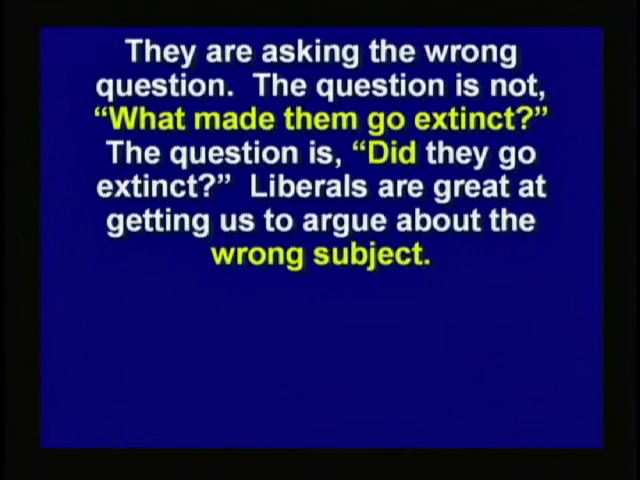 They are asking the wrong
question.  The question is not,
“What made them go extinct?”
The question is, “Did they go
extinct?”  Liberals are great at
getting us to argue about the
wrong subject.